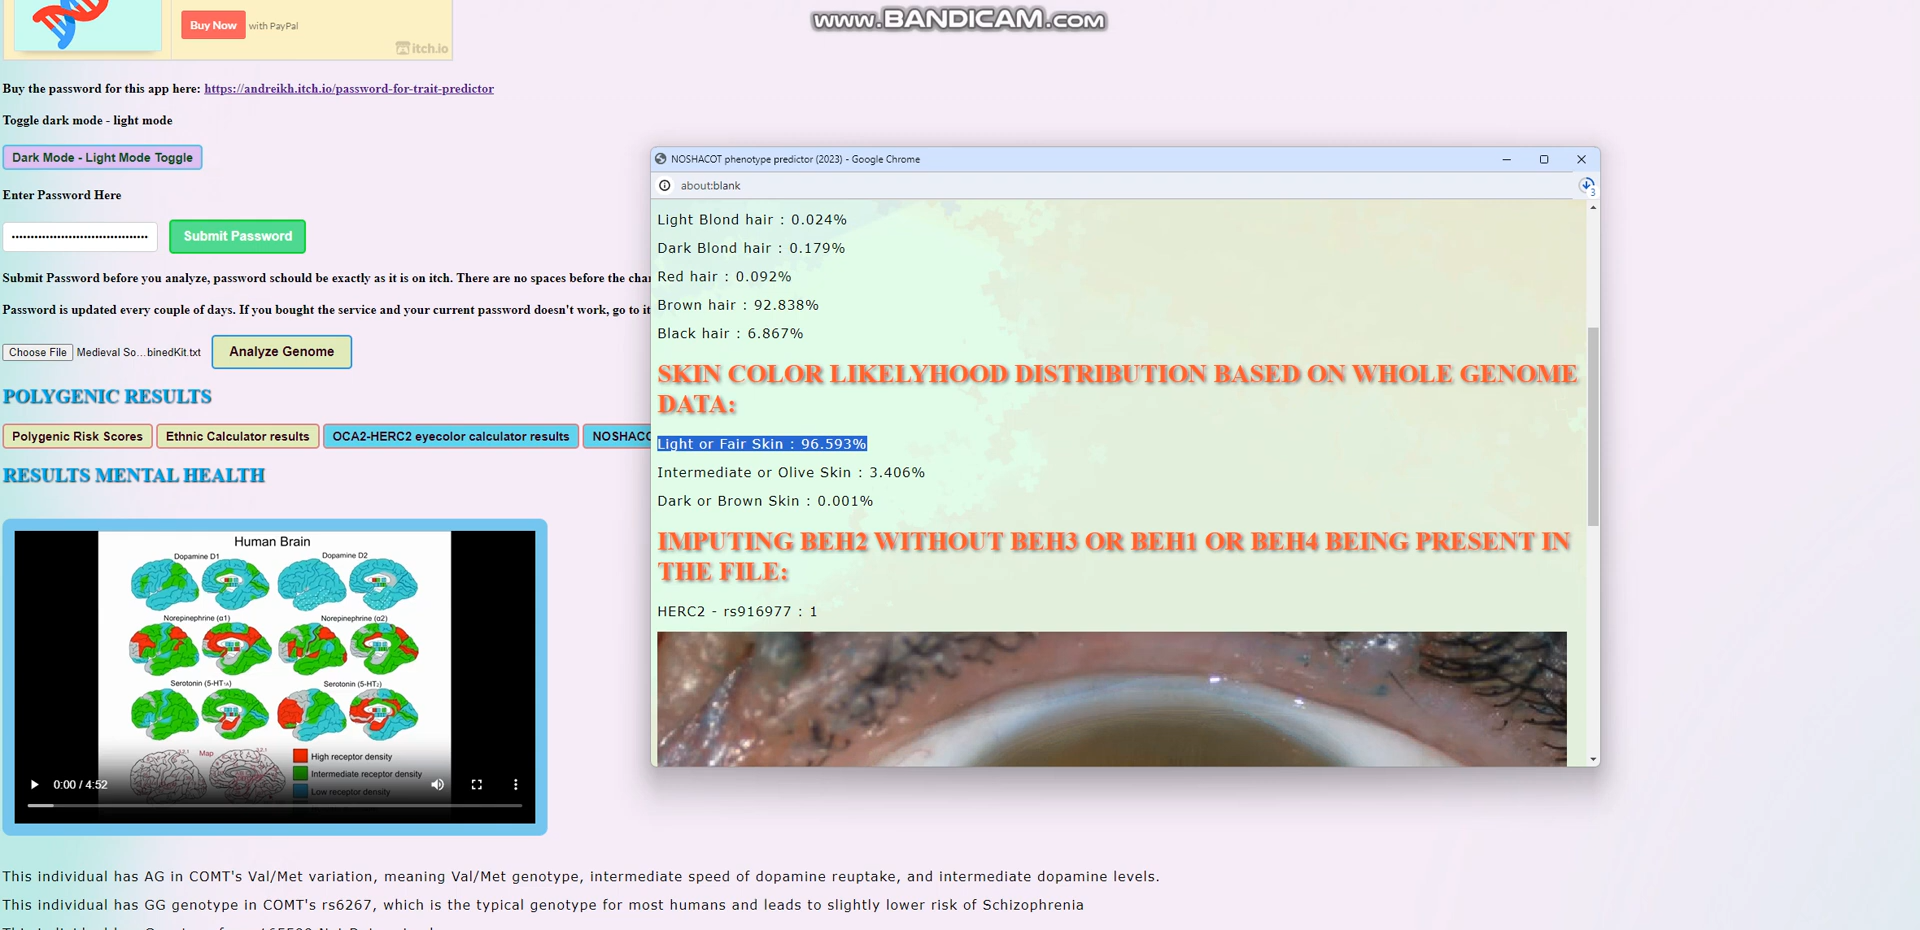 www.BANDICAM.com
Buy Now with PayPal
itch.io
Buy the password for this app here: https://andreikh.itch.io/password-for-trait-predictor
Toggle dark mode - light mode
Dark Mode - Light Mode Toggle
Enter Password Here
Submit Password
Submit Password before you analyze, password schould be exactly as it is on itch. There are no spaces before the
Password is updated every couple of days. If you bought the service and your current password doesn't work, go to
Choose File Medieval So...binedKit.txt Analyze Genome
POLYGENIC RESULTS
Polygenic Risk Scores Ethnic Calculator results OCA2-HERC2 eyecolor calculator results NOSHACO
RESULTS MENTAL HEALTH
Human Brain
Dopamine D1 Dopamine D2
Norepinephrine (α1) Norepinephrine (α2)
Serotonin (5-HT1A) Serotonin (5-HT2)
Map
High receptor density
Intermediate receptor density
Low receptor density
0:00 / 4:52
NOSHACOT phenotype predictor (2023) - Google Chrome
about:blank
3
Light Blond hair : 0.024%
Dark Blond hair : 0.179%
Red hair : 0.092%
Brown hair : 92.838%
Black hair : 6.867%
SKIN COLOR LIKELYHOOD DISTRIBUTION BASED ON WHOLE GENOME
DATA:
Light or Fair Skin : 96.593%
Intermediate or Olive Skin : 3.406%
Dark or Brown Skin : 0.001%
IMPUTING BEH2 WITHOUT BEH3 OR BEH1 OR BEH4 BEING PRESENT IN
THE FILE:
HERC2 - rs916977 : 1
This individual has AG in COMT's Val/Met variation, meaning Val/Met genotype, intermediate speed of dopamine reuptake, and intermediate dopamine levels.
This individual has GG genotype in COMT's rs6267, which is the typical genotype for most humans and leads to slightly lower risk of Schizophrenia